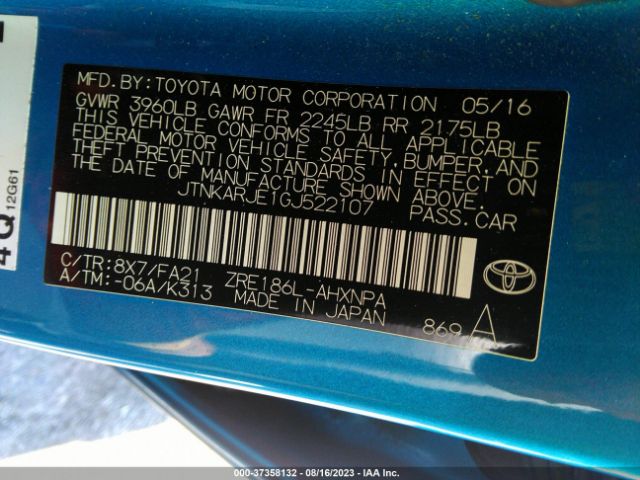 MFD. BY: TOYOTA MOTOR CORPORATION 05/16
GVWR 3960LB GAWR FR 2245LB RR 2175LB
THIS VEHICLE CONFORMS TO ALL APPLICABLE
FEDERAL MOTOR VEHICLE SAFETY, BUMPER, AND
THEFT PREVENTION STANDARDS IN EFFECT ON
THE DATE OF MANUFACTURE SHOWN ABOVE.
JTNKARJE1GJ522107 PASS.CAR
C/TR:8X7/FA21 ZRE186L-AHXNPA
A/TM:-06A/K313 MADE IN JAPAN 869 A
TOYOTA
12G61
000-37358132 - 08/16/2023 - IAA Inc.